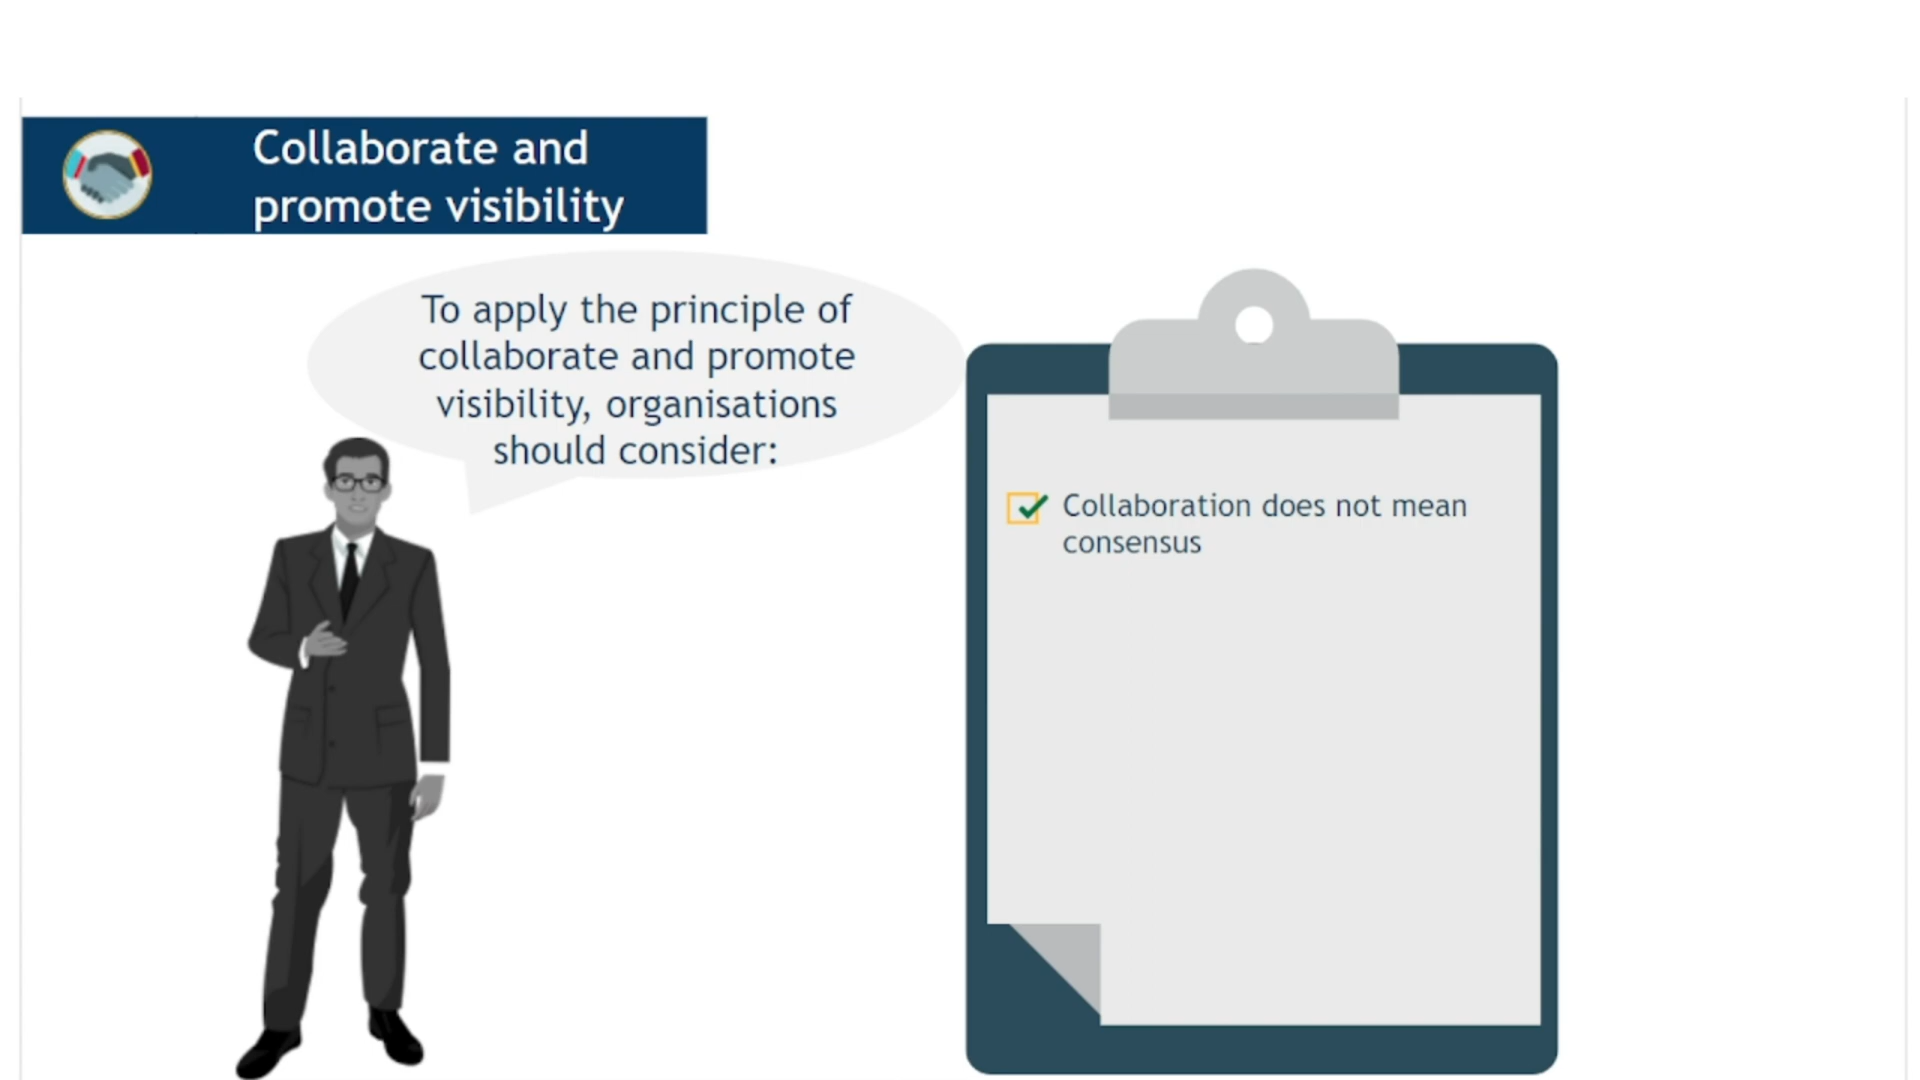 Collaborate and
promote visibility
To apply the principle of
collaborate and promote
visibility, organisations
should consider:
Collaboration does not mean
consensus